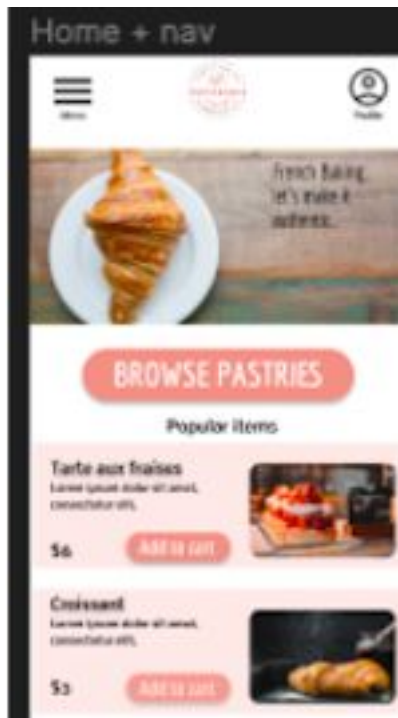 Home + nav
Menu
Profile
French Baking,
let's make it
authentic...
BROWSE PASTRIES
Popular items
Tarte aux fraises
Lorem ipsum dolor sit amet,
consectetur elit,
$6
Add to cart
Croissant
Lorem ipsum dolor sit amet,
consectetur elit,
$3
Add to cart